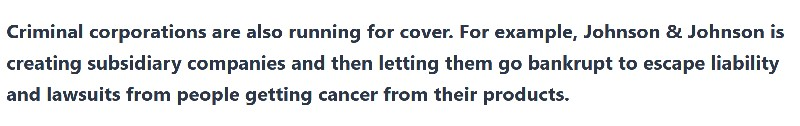 Criminal corporations are also running for cover. For example, Johnson & Johnson is
creating subsidiary companies and then letting them go bankrupt to escape liability
and lawsuits from people getting cancer from their products.